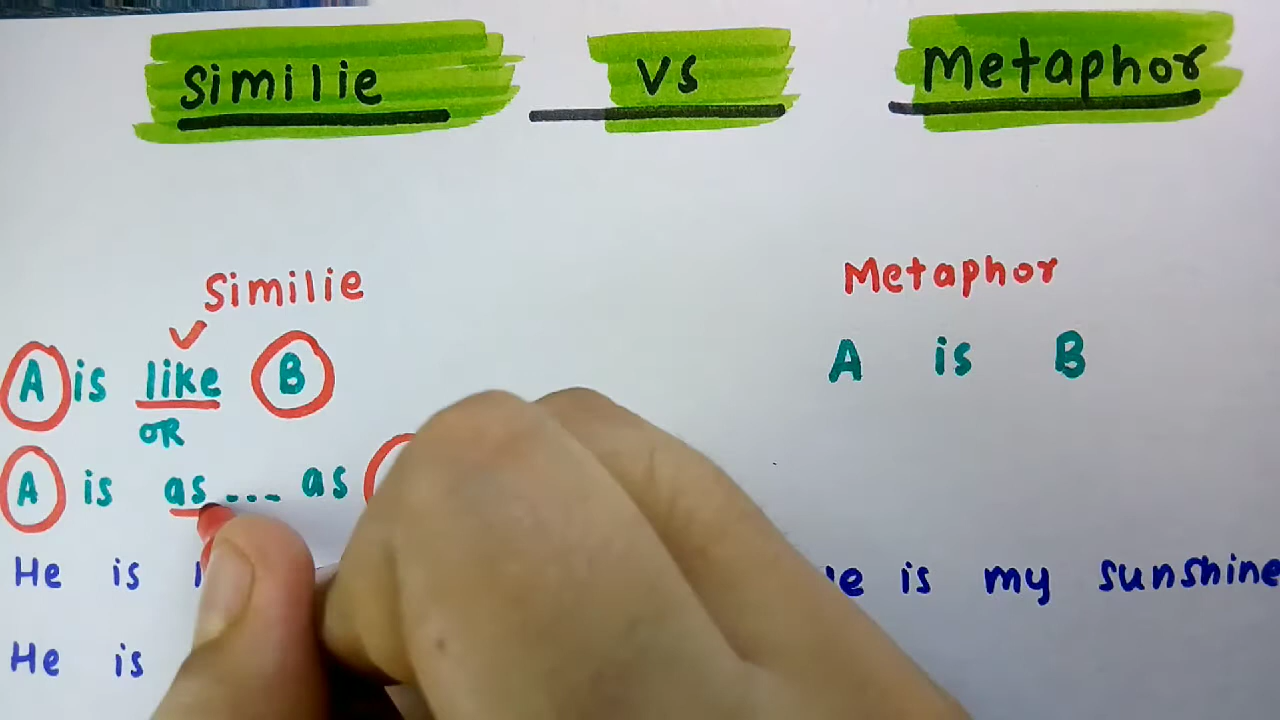 Similie vs Metaphor
Similie
A is like B
OR
A is as... as
He is
He is
Metaphor
A is B
is my sunshine